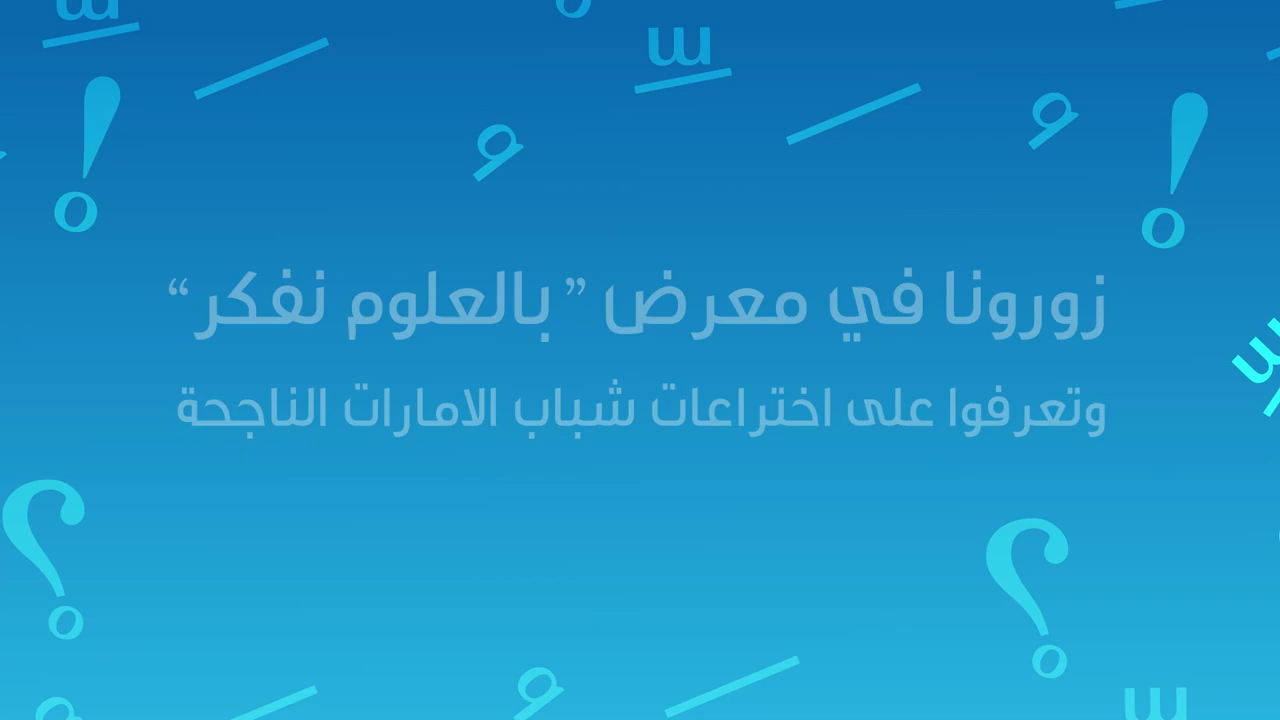 زورونا في معرض ” بالعلوم نفكر “
وتعرفوا على اختراعات شباب الامارات الناجحة